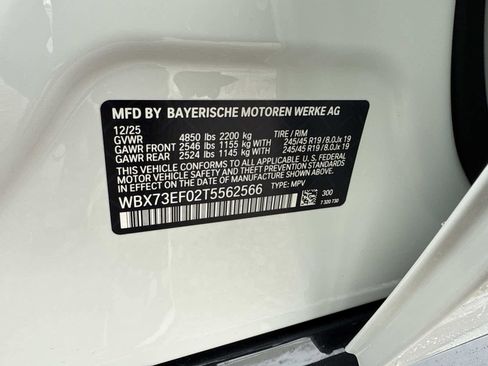 MFD BY BAYERISCHE MOTOREN WERKE AG
12/25
GVWR 4850 lbs 2200 kg TIRE / RIM
GAWR FRONT 2546 lbs 1155 kg 245/45 R19 / 8.0Jx 19
GAWR REAR 2524 lbs 1145 kg 245/45 R19 / 8.0Jx 19
THIS VEHICLE CONFORMS TO ALL APPLICABLE U.S. FEDERAL
MOTOR VEHICLE SAFETY AND THEFT PREVENTION STANDARDS
IN EFFECT ON THE DATE OF MANUFACTURE SHOWN ABOVE.
WBX73EF02T5562566 TYPE: MPV
300
7 320 730